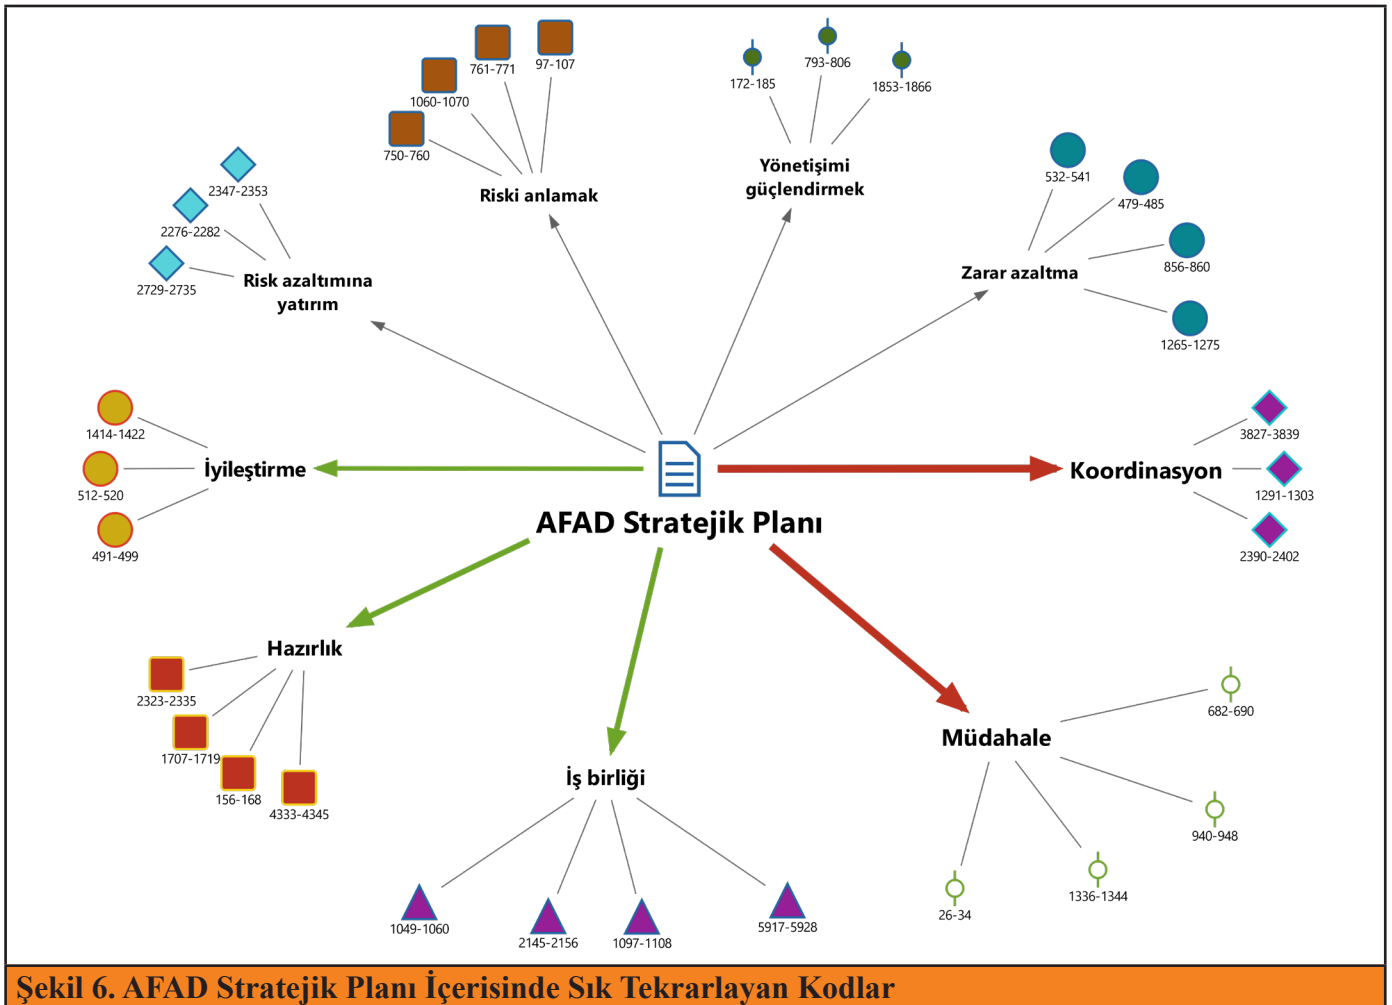 97-107
761-771
1060-1070
750-760
Riski anlamak
172-185
793-806
1853-1866
Yönetişimi
güçlendirmek
532-541
479-485
856-860
1265-1275
Zarar azaltma
2347-2353
2276-2282
2729-2735
Risk azaltımına
yatırım
1414-1422
512-520
491-499
İyileştirme
AFAD Stratejik Planı
Koordinasyon
3827-3839
1291-1303
2390-2402
Hazırlık
2323-2335
1707-1719
156-168
4333-4345
İş birliği
1049-1060
2145-2156
1097-1108
5917-5928
Müdahale
682-690
940-948
1336-1344
26-34
Şekil 6. AFAD Stratejik Planı İçerisinde Sık Tekrarlayan Kodlar